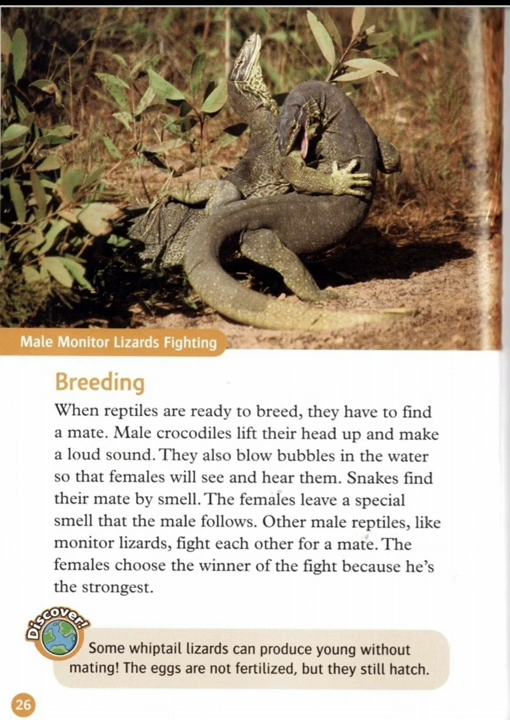 Male Monitor Lizards Fighting
Breeding
When reptiles are ready to breed, they have to find
a mate. Male crocodiles lift their head up and make
a loud sound. They also blow bubbles in the water
so that females will see and hear them. Snakes find
their mate by smell. The females leave a special
smell that the male follows. Other male reptiles, like
monitor lizards, fight each other for a mate. The
females choose the winner of the fight because he's
the strongest.
Discover!
Some whiptail lizards can produce young without
mating! The eggs are not fertilized, but they still hatch.
26